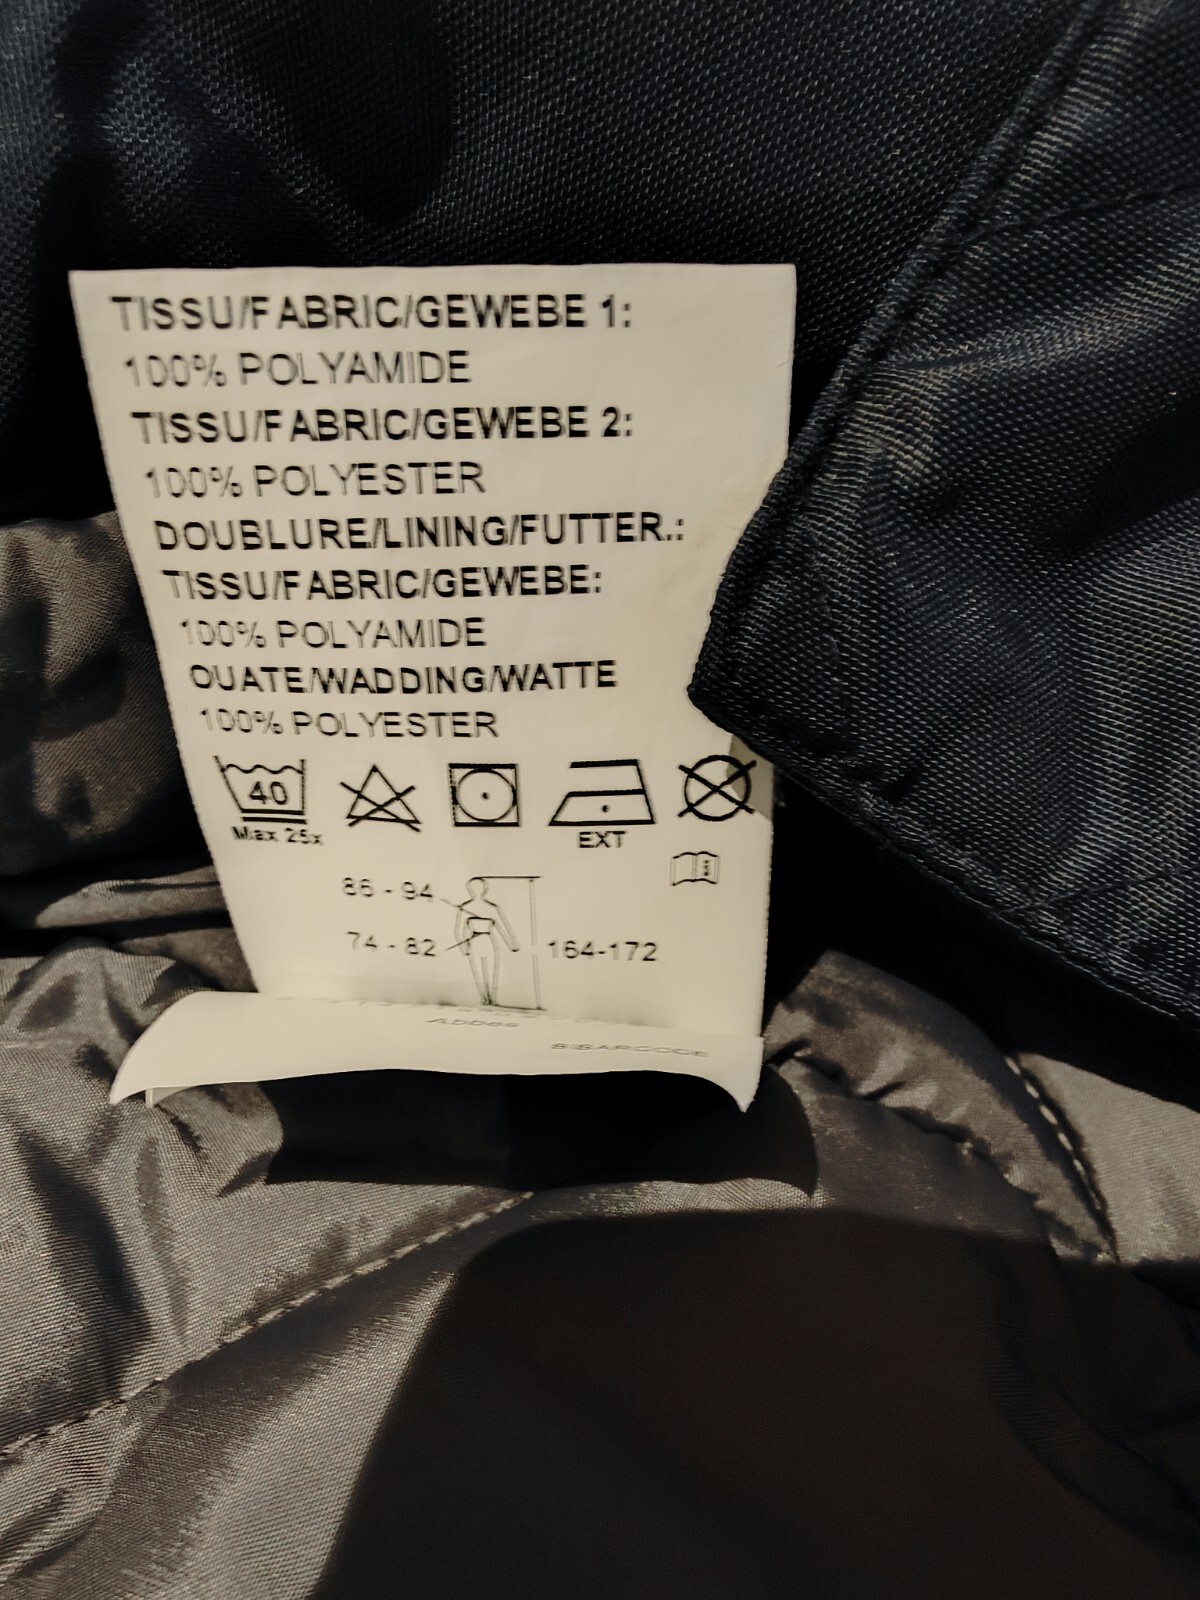 TISSU/FABRIC/GEWEBE 1:
100% POLYAMIDE
TISSU/FABRIC/GEWEBE 2:
100% POLYESTER
DOUBLURE/LINING/FUTTER.:
TISSU/FABRIC/GEWEBE:
100% POLYAMIDE
OUATE/WADDING/WATTE
100% POLYESTER
40
Max 25x
EXT
86 - 94
74 - 82
164-172